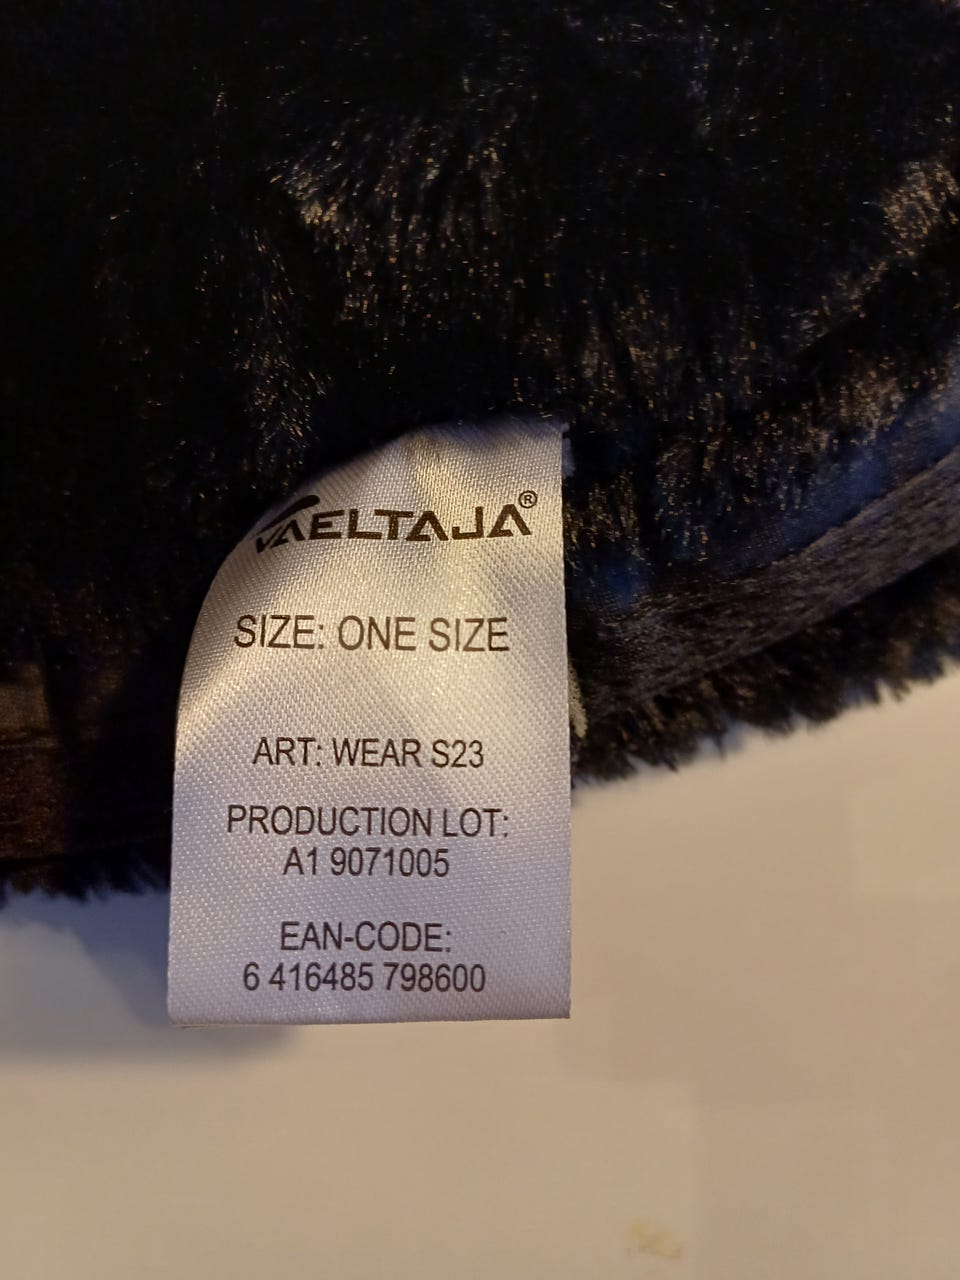 VAELTAJA®
SIZE: ONE SIZE
ART: WEAR S23
PRODUCTION LOT:
A1 9071005
EAN-CODE:
6 416485 798600